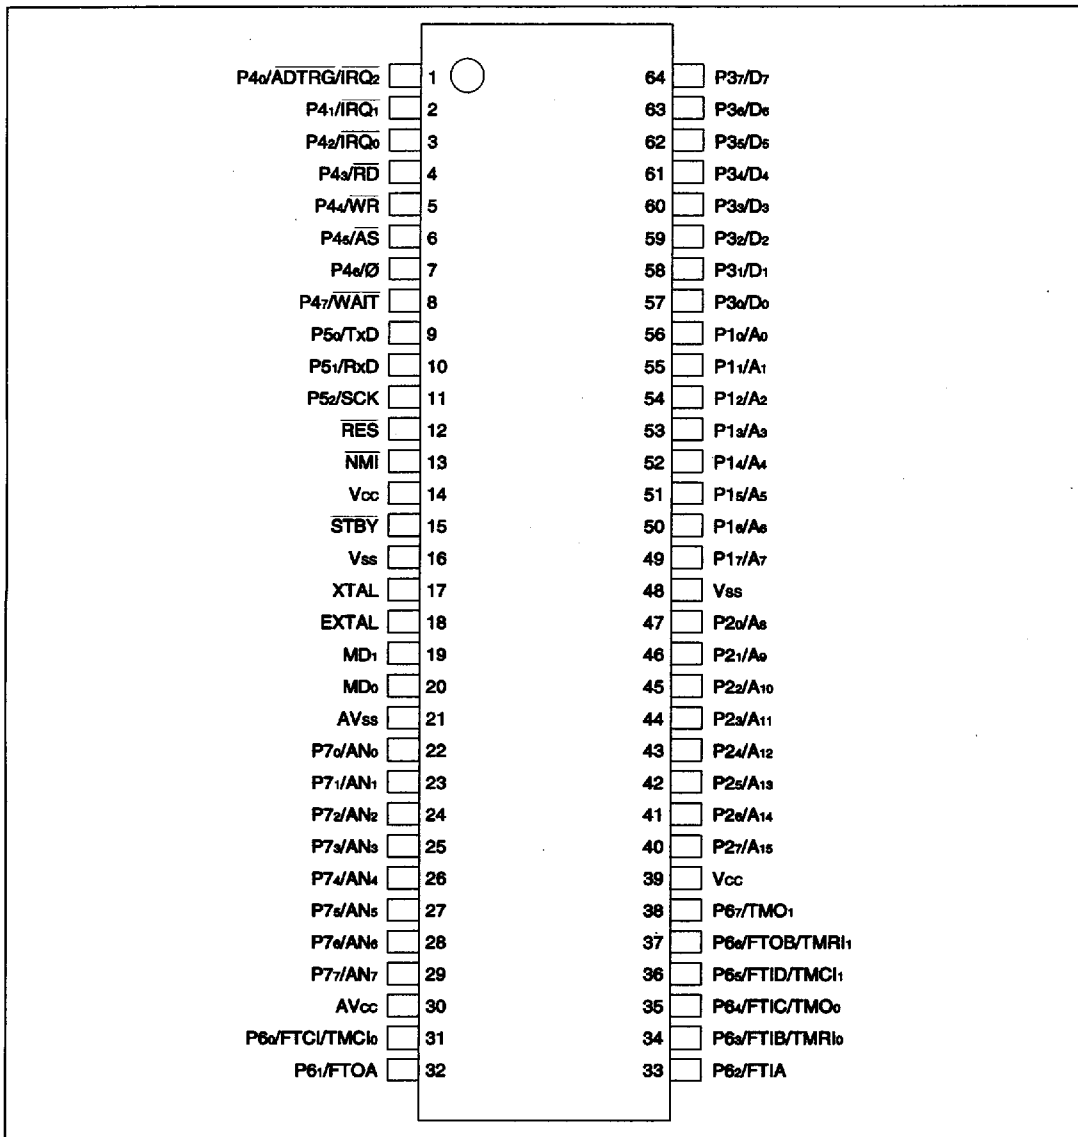 P4₀/ADTRG/IRQ₂ 1 64 P3₇/D₇
P4₁/IRQ₁ 2 63 P3₆/D₆
P4₂/IRQ₀ 3 62 P3₅/D₅
P4₃/RD 4 61 P3₄/D₄
P4₄/WR 5 60 P3₃/D₃
P4₅/AS 6 59 P3₂/D₂
P4₆/Ø 7 58 P3₁/D₁
P4₇/WAIT 8 57 P3₀/D₀
P5₀/TxD 9 56 P1₀/A₀
P5₁/RxD 10 55 P1₁/A₁
P5₂/SCK 11 54 P1₂/A₂
RES 12 53 P1₃/A₃
NMI 13 52 P1₄/A₄
Vcc 14 51 P1₅/A₅
STBY 15 50 P1₆/A₆
Vss 16 49 P1₇/A₇
XTAL 17 48 Vss
EXTAL 18 47 P2₀/A₈
MD₁ 19 46 P2₁/A₉
MD₀ 20 45 P2₂/A₁₀
AVss 21 44 P2₃/A₁₁
P7₀/AN₀ 22 43 P2₄/A₁₂
P7₁/AN₁ 23 42 P2₅/A₁₃
P7₂/AN₂ 24 41 P2₆/A₁₄
P7₃/AN₃ 25 40 P2₇/A₁₅
P7₄/AN₄ 26 39 Vcc
P7₅/AN₅ 27 38 P6₇/TMO₁
P7₆/AN₆ 28 37 P6₆/FTOB/TMRI₁
P7₇/AN₇ 29 36 P6₅/FTID/TMCI₁
AVcc 30 35 P6₄/FTIC/TMO₀
P6₀/FTCI/TMCI₀ 31 34 P6₃/FTIB/TMRI₀
P6₁/FTOA 32 33 P6₂/FTIA